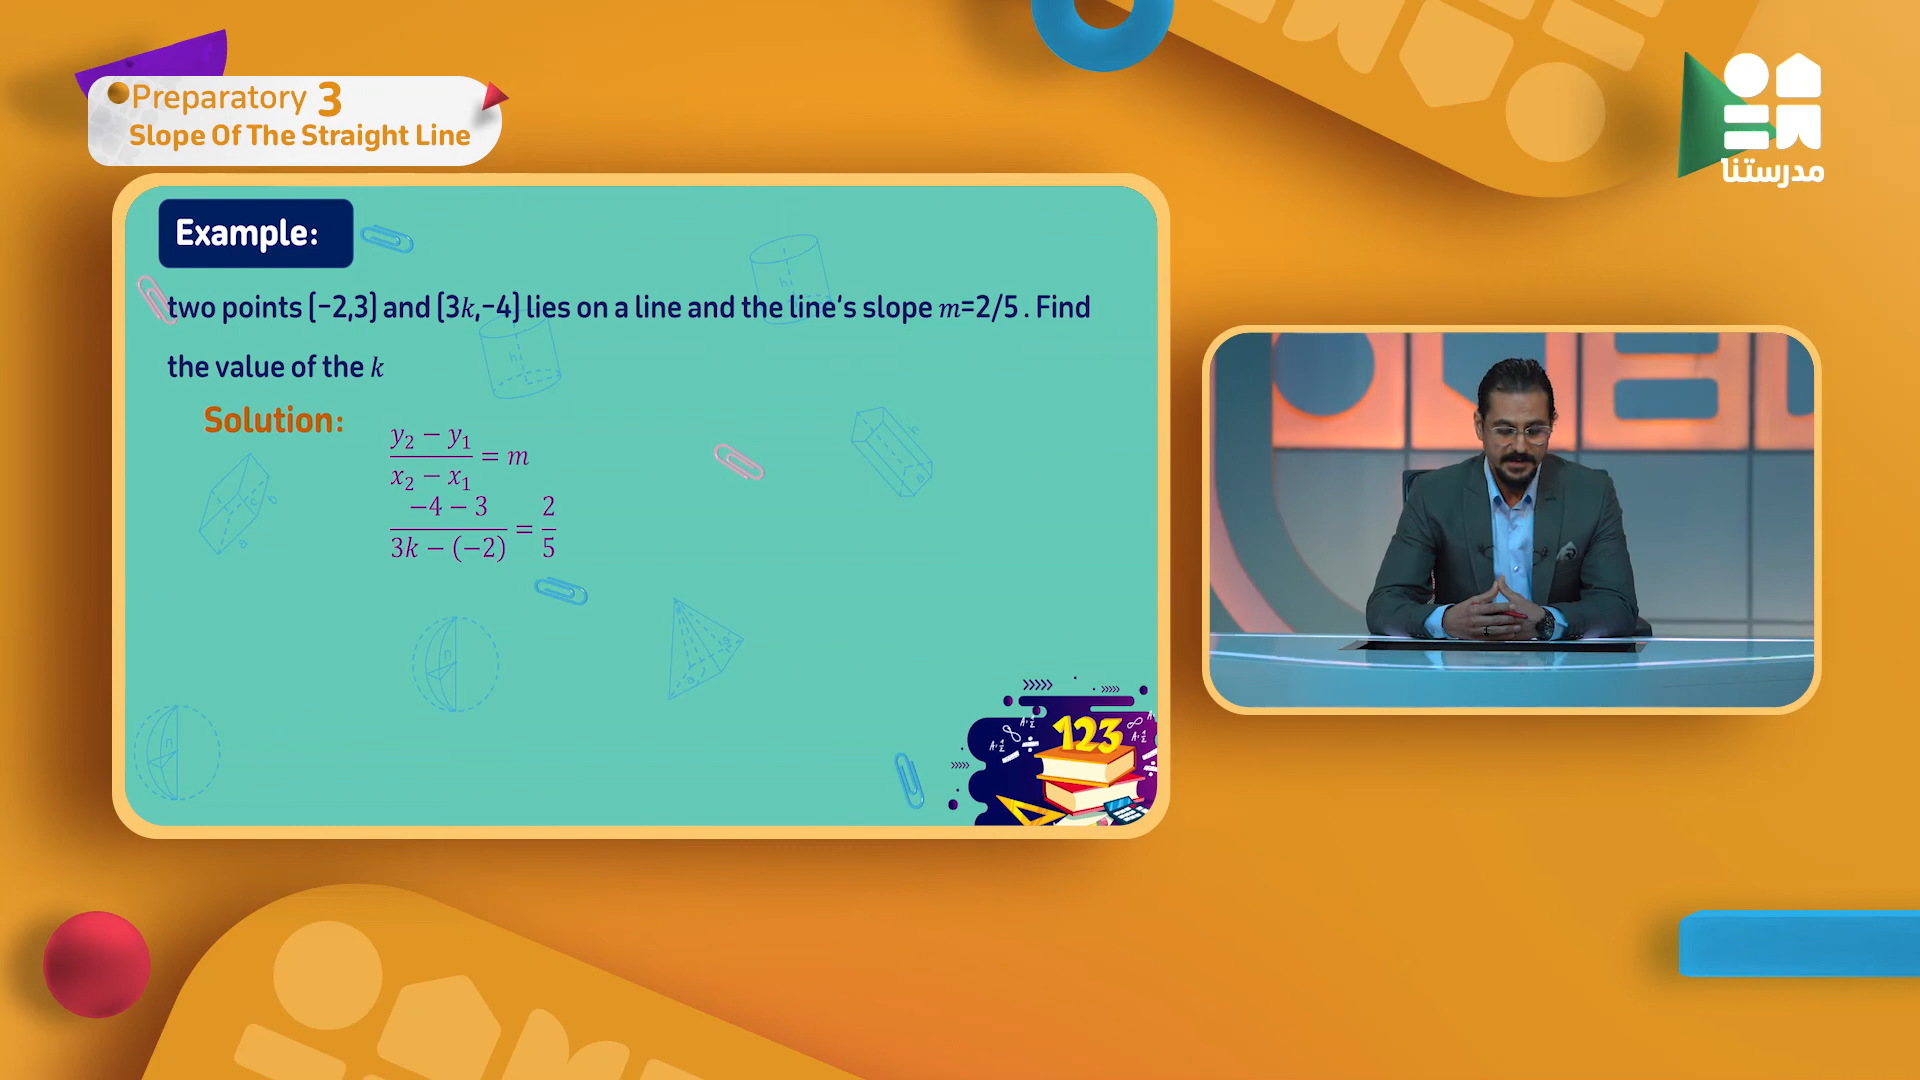 Preparatory 3
Slope Of The Straight Line
مدرستنا
Example:
two points (-2,3) and (3k,-4) lies on a line and the line's slope m=2/5 . Find
the value of the k
Solution:
(y₂ − y₁)/(x₂ − x₁) = m
(−4 − 3)/(3k − (−2)) = 2/5
123